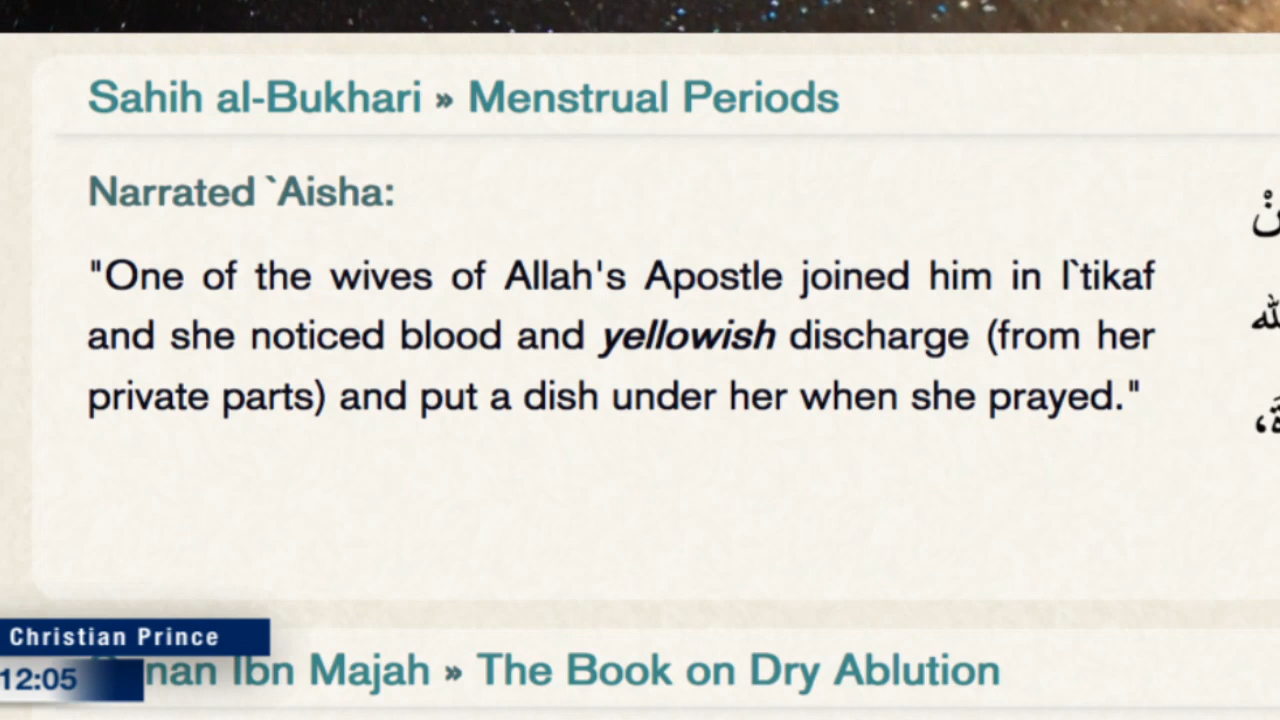 Sahih al-Bukhari » Menstrual Periods
Narrated `Aisha:
"One of the wives of Allah's Apostle joined him in I`tikaf
and she noticed blood and yellowish discharge (from her
private parts) and put a dish under her when she prayed."
Christian Prince
Ibn Majah » The Book on Dry Ablution
12:05